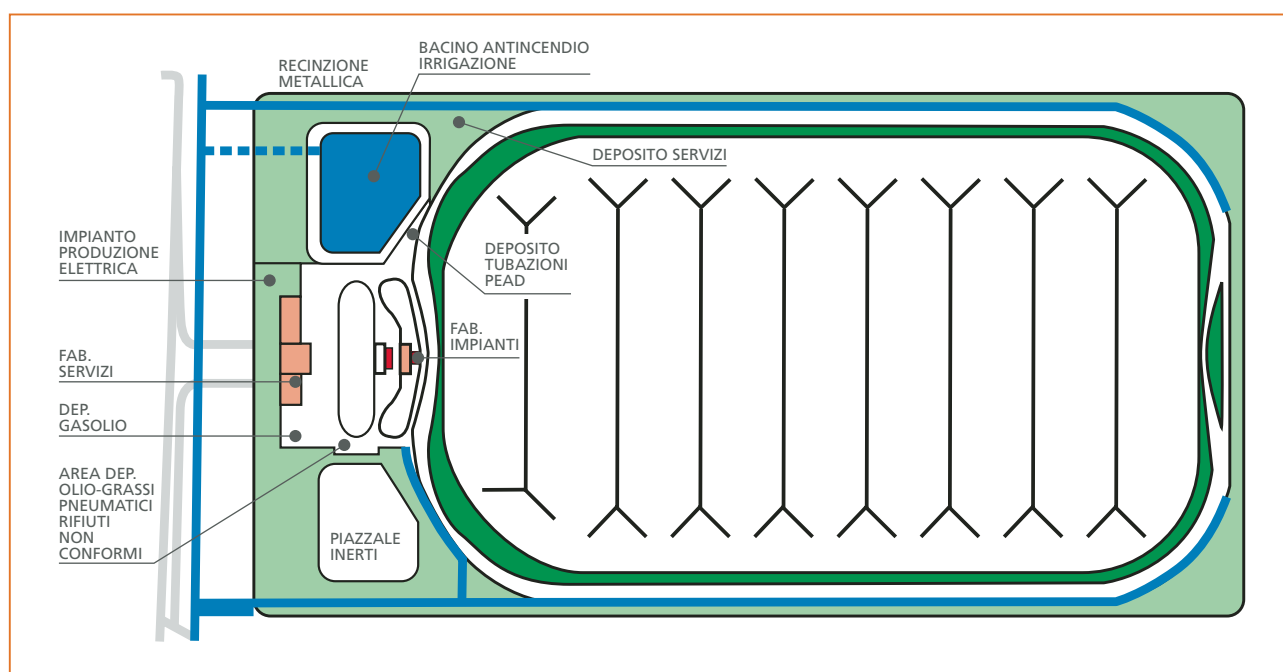 BACINO ANTINCENDIO
IRRIGAZIONE
RECINZIONE
METALLICA
DEPOSITO SERVIZI
IMPIANTO
PRODUZIONE
ELETTRICA
DEPOSITO
TUBAZIONI
PEAD
FAB.
IMPIANTI
FAB.
SERVIZI
DEP.
GASOLIO
AREA DEP.
OLIO-GRASSI
PNEUMATICI
RIFIUTI
NON
CONFORMI
PIAZZALE
INERTI